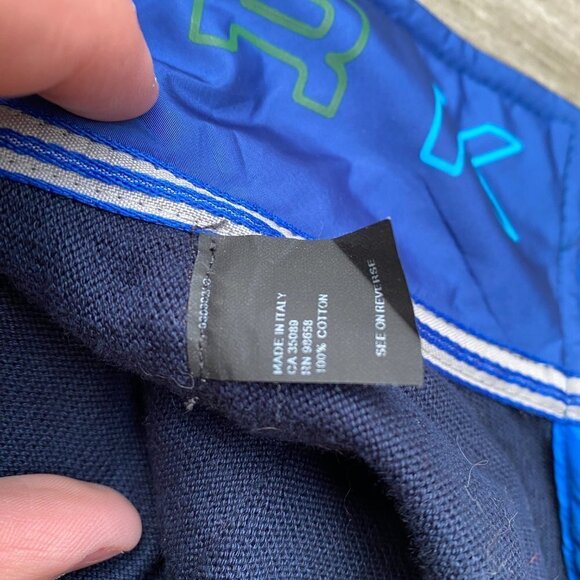 R
K
MADE IN ITALY
CA 35089
RN 98658
100% COTTON
SEE ON REVERSE